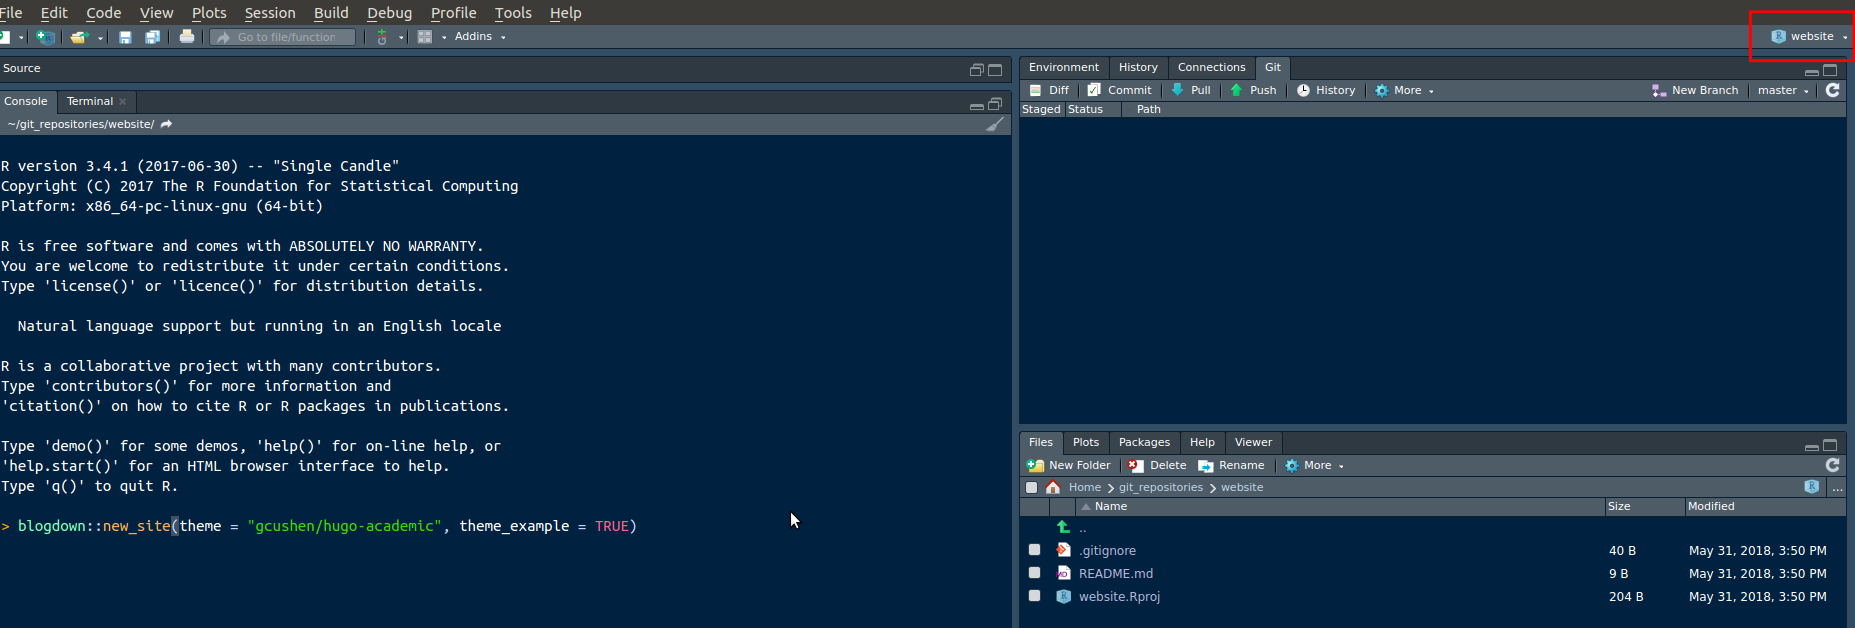 File Edit Code View Plots Session Build Debug Profile Tools Help
Go to file/function Addins website
Source
Console Terminal
~/git_repositories/website/
R version 3.4.1 (2017-06-30) -- "Single Candle"
Copyright (C) 2017 The R Foundation for Statistical Computing
Platform: x86_64-pc-linux-gnu (64-bit)
R is free software and comes with ABSOLUTELY NO WARRANTY.
You are welcome to redistribute it under certain conditions.
Type 'license()' or 'licence()' for distribution details.
Natural language support but running in an English locale
R is a collaborative project with many contributors.
Type 'contributors()' for more information and
'citation()' on how to cite R or R packages in publications.
Type 'demo()' for some demos, 'help()' for on-line help, or
'help.start()' for an HTML browser interface to help.
Type 'q()' to quit R.
> blogdown::new_site(theme = "gcushen/hugo-academic", theme_example = TRUE)
Environment History Connections Git
Diff Commit Pull Push History More New Branch master
Staged Status Path
Files Plots Packages Help Viewer
New Folder Delete Rename More
Home git_repositories website ...
Name Size Modified
..
.gitignore 40 B May 31, 2018, 3:50 PM
README.md 9 B May 31, 2018, 3:50 PM
website.Rproj 204 B May 31, 2018, 3:50 PM